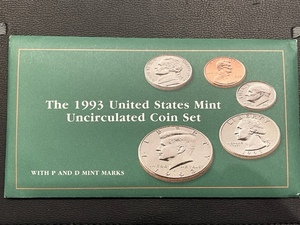 The 1993 United States Mint
Uncirculated Coin Set
WITH P AND D MINT MARKS